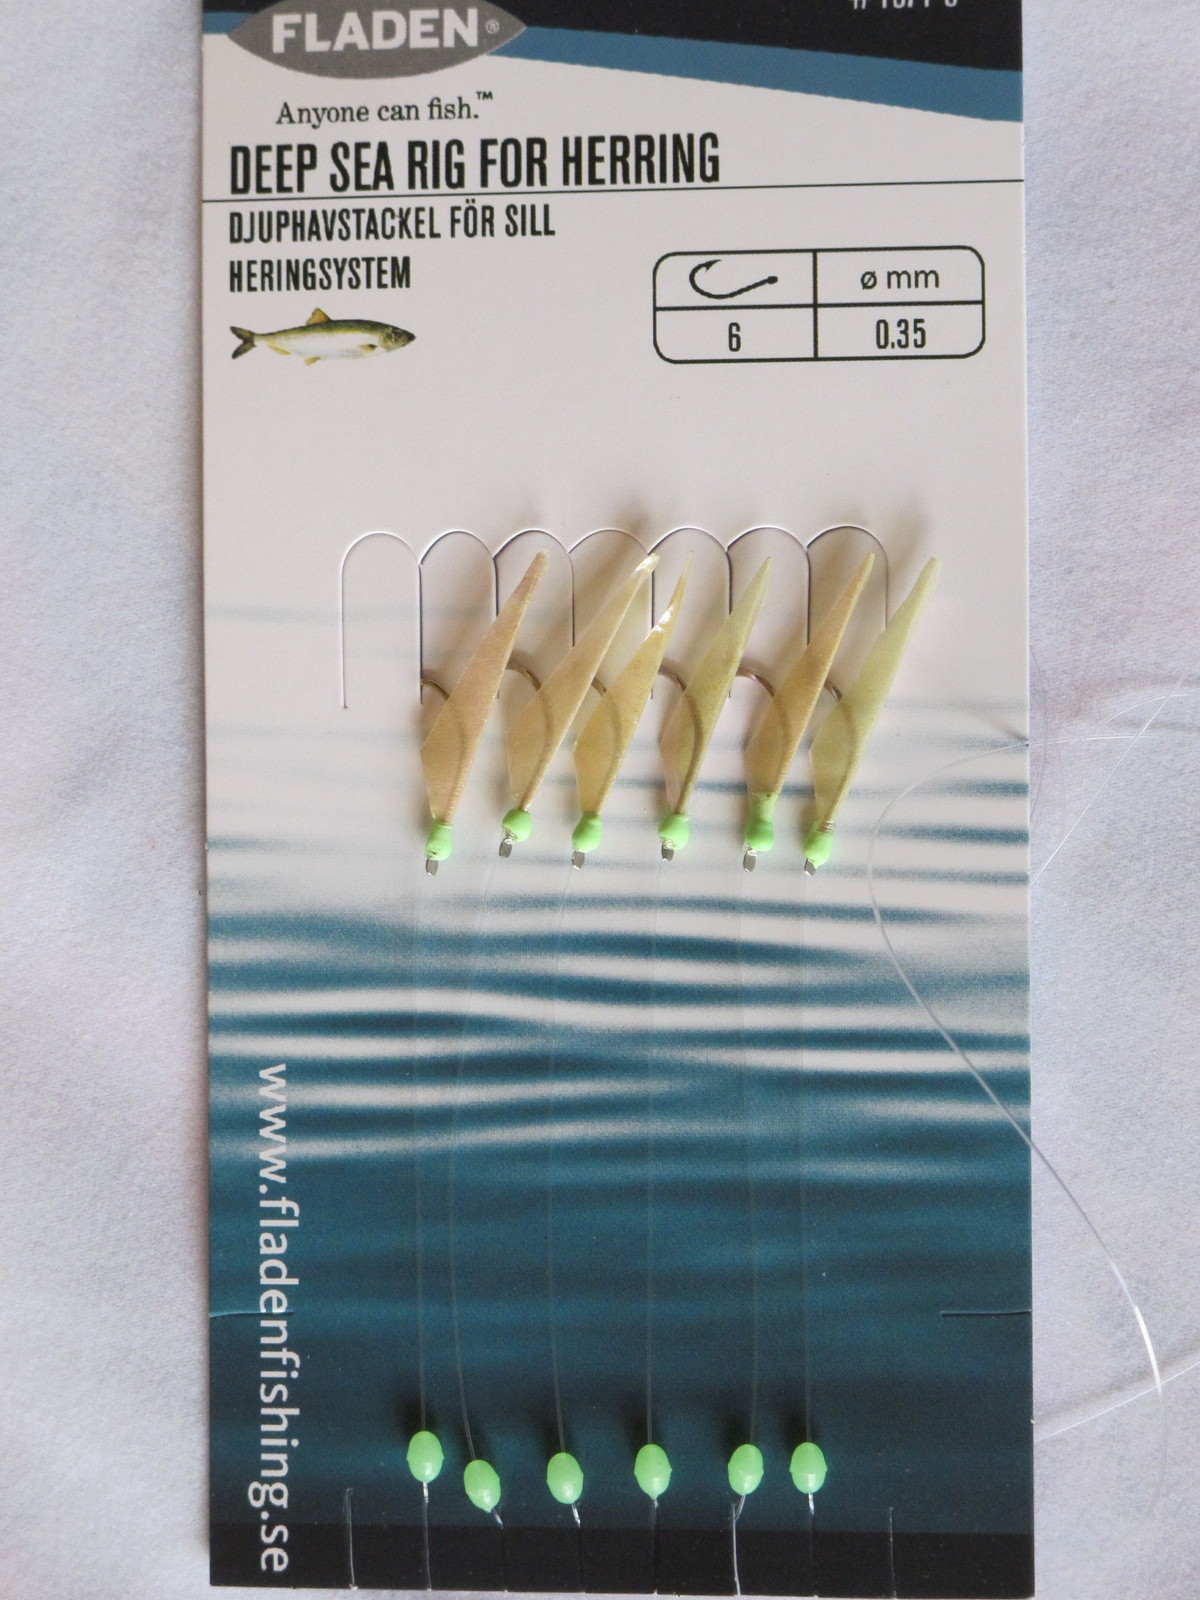 FLADEN®
Anyone can fish.™
DEEP SEA RIG FOR HERRING
DJUPHAVSTACKEL FÖR SILL
HERINGSYSTEM
ø mm
6 0.35
www.fladenfishing.se